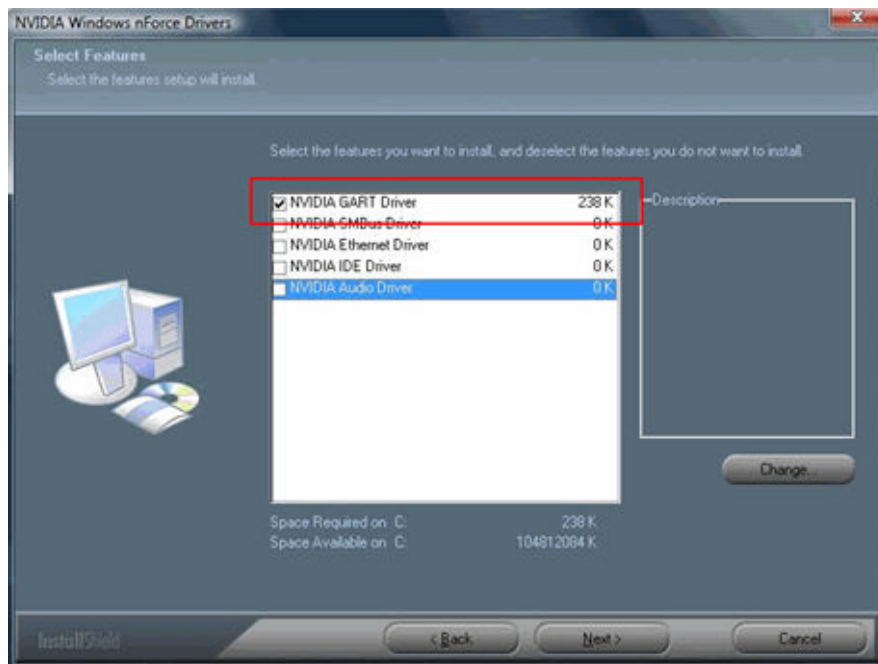 NVIDIA Windows nForce Drivers
Select Features
Select the features setup will install.
Select the features you want to install, and deselect the features you do not want to install.
NVIDIA GART Driver 238 K
NVIDIA SMBus Driver 0 K
NVIDIA Ethernet Driver 0 K
NVIDIA IDE Driver 0 K
NVIDIA Audio Driver 0 K
Description
Change...
Space Required on C: 238 K
Space Available on C: 104812084 K
InstallShield
< Back
Next >
Cancel